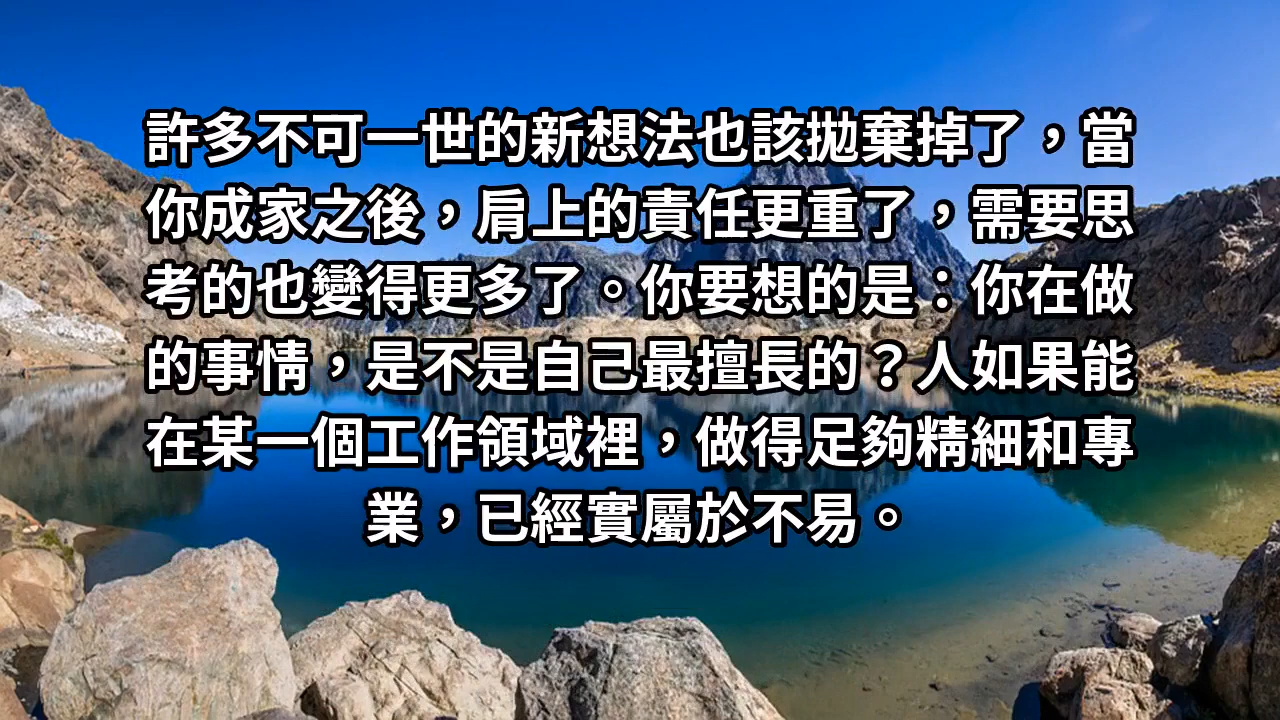 許多不可一世的新想法也該拋棄掉了，當
你成家之後，肩上的責任更重了，需要思
考的也變得更多了。你要想的是：你在做
的事情，是不是自己最擅長的？人如果能
在某一個工作領域裡，做得足夠精細和專
業，已經實屬於不易。